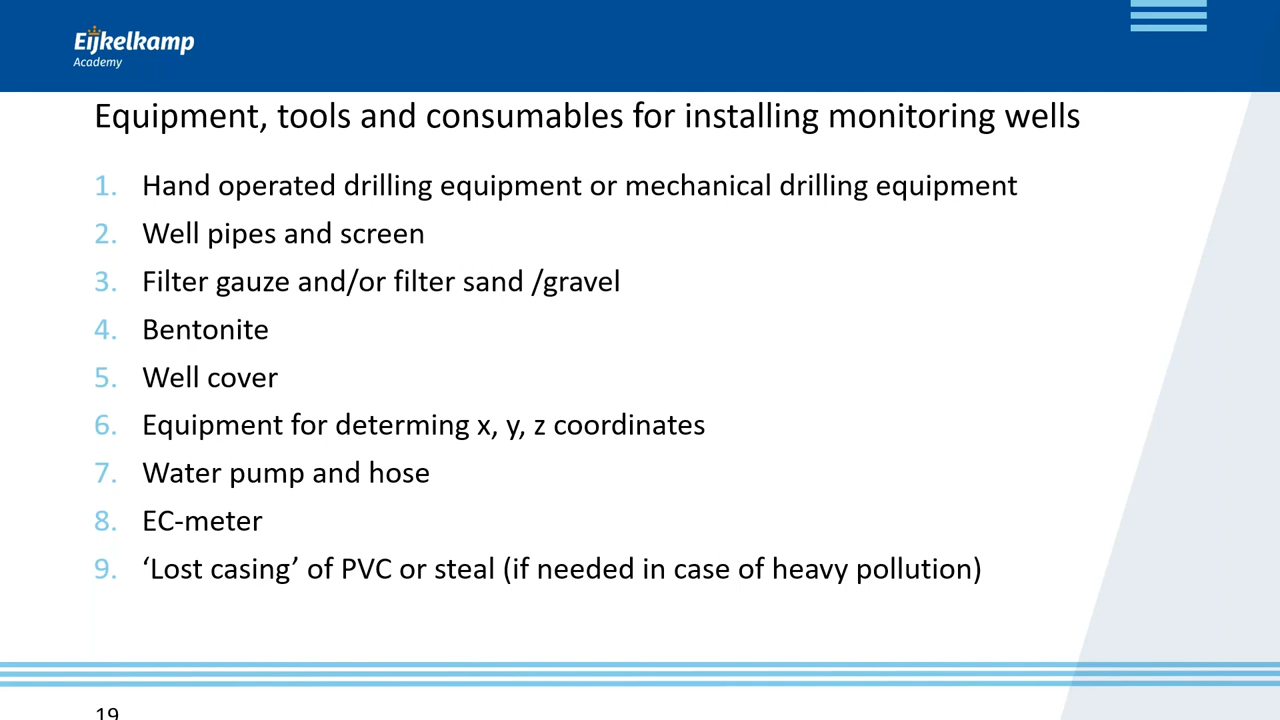 Eijkelkamp
Academy
Equipment, tools and consumables for installing monitoring wells
1. Hand operated drilling equipment or mechanical drilling equipment
2. Well pipes and screen
3. Filter gauze and/or filter sand /gravel
4. Bentonite
5. Well cover
6. Equipment for determing x, y, z coordinates
7. Water pump and hose
8. EC-meter
9. ‘Lost casing’ of PVC or steal (if needed in case of heavy pollution)
19